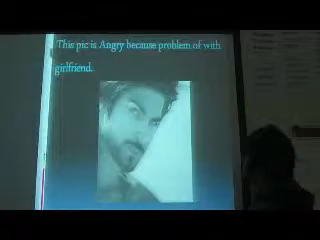 This pic is Angry because problem of with
girlfriend.